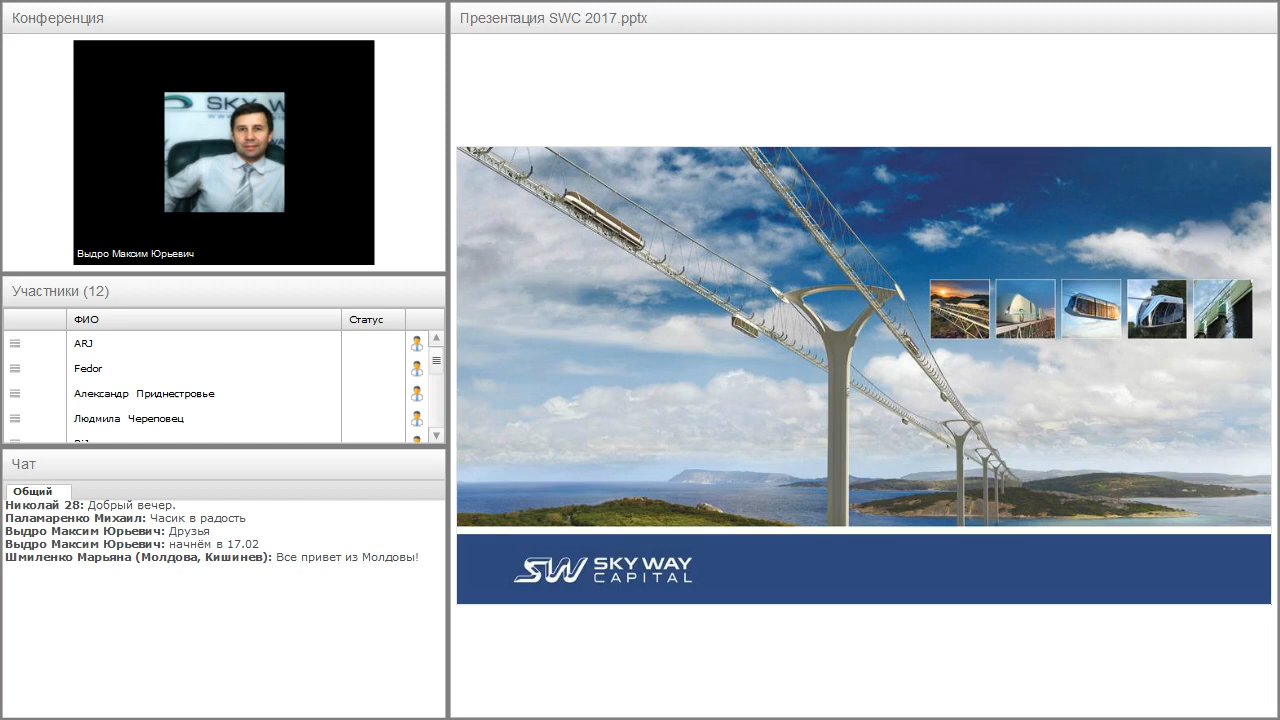 Конференция
SKY W
Выдро Максим Юрьевич
Участники (12)
ФИО
Статус
ARJ
Fedor
Александр Приднестровье
Людмила Череповец
Чат
Общий
Николай 28: Добрый вечер.
Паламаренко Михаил: Часик в радость
Выдро Максим Юрьевич: Друзья
Выдро Максим Юрьевич: начнём в 17.02
Шмиленко Марьяна (Молдова, Кишинев): Все привет из Молдовы!
Презентация SWC 2017.pptx
SW SKY WAY
CAPITAL